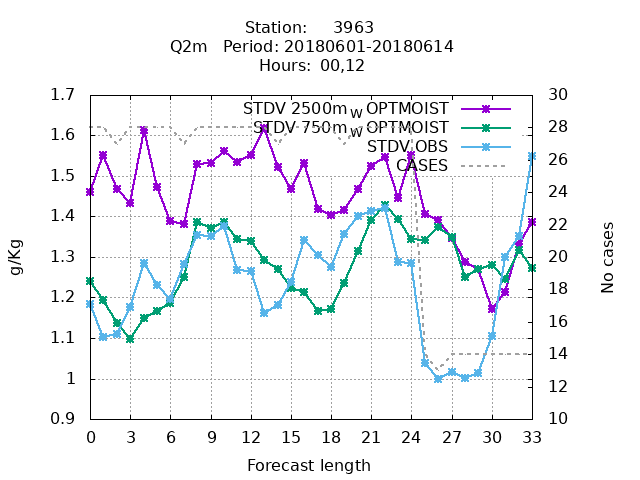 Station:     3963
Q2m   Period: 20180601-20180614
Hours:  00,12
1.7
1.6
1.5
1.4
1.3
1.2
1.1
1
0.9
g/Kg
STDV 2500m_W OPTMOIST
STDV 750m_W OPTMOIST
STDV OBS
CASES
30
28
26
24
22
20
18
16
14
12
10
No cases
0 3 6 9 12 15 18 21 24 27 30 33
Forecast length